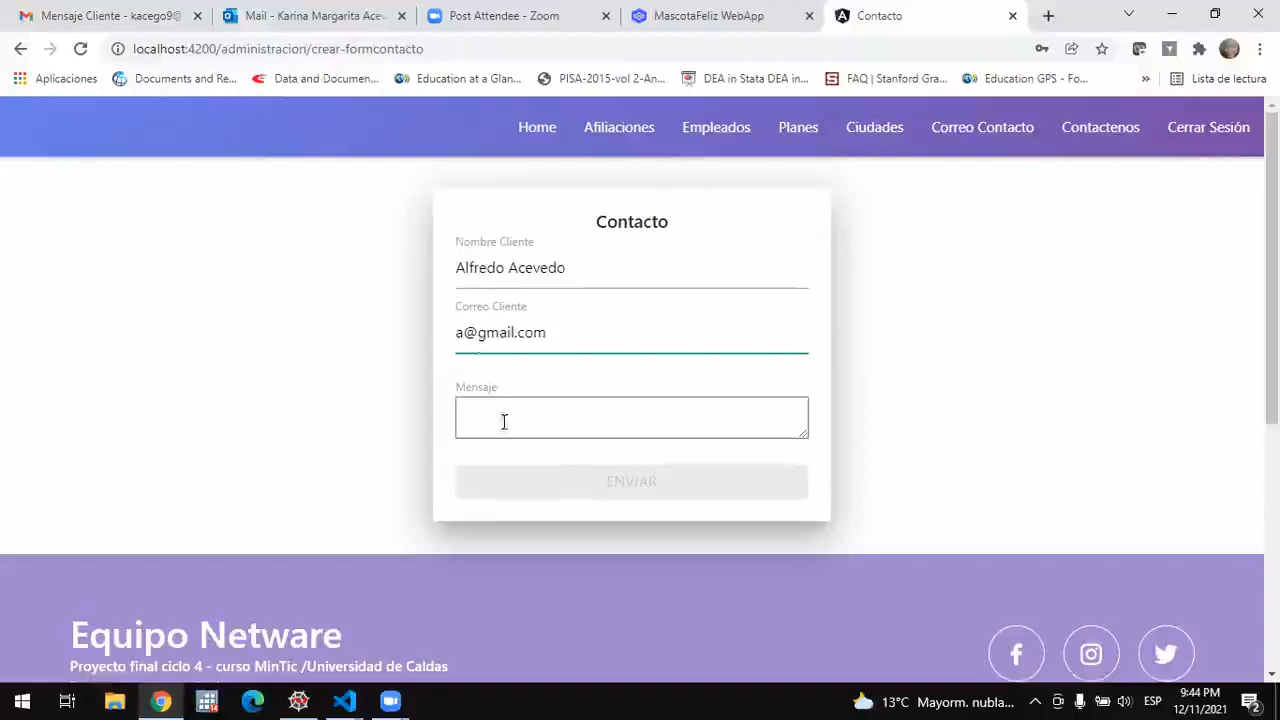 Mensaje Cliente - kacego9@
Mail - Karina Margarita Acev
Post Attendee - Zoom
MascotaFeliz WebApp
Contacto
localhost:4200/administracion/crear-formcontacto
Aplicaciones
Documents and Re...
Data and Documen...
Education at a Glan...
PISA-2015-vol 2-An...
DEA in Stata DEA in...
FAQ | Stanford Gra...
Education GPS - Fo...
»
Lista de lectura
Home
Afiliaciones
Empleados
Planes
Ciudades
Correo Contacto
Contactenos
Cerrar Sesión
Contacto
Nombre Cliente
Alfredo Acevedo
Correo Cliente
a@gmail.com
Mensaje
ENVIAR
Equipo Netware
Proyecto final ciclo 4 - curso MinTic /Universidad de Caldas
13°C Mayorm. nubla...
ESP
9:44 PM
12/11/2021
2